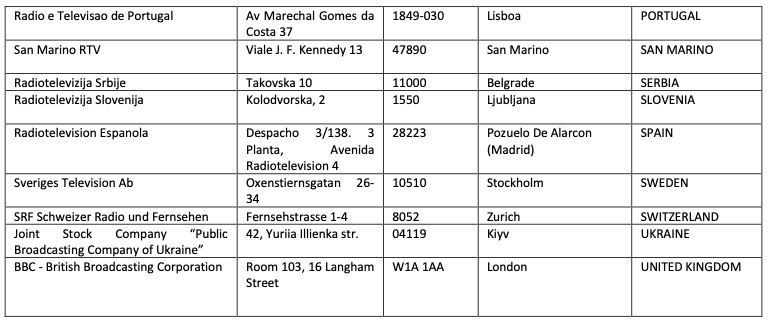 Radio e Televisao de Portugal Av Marechal Gomes da 1849-030 Lisboa PORTUGAL
Costa 37
San Marino RTV Viale J. F. Kennedy 13 47890 San Marino SAN MARINO
Radiotelevizija Srbije Takovska 10 11000 Belgrade SERBIA
Radiotelevizija Slovenija Kolodvorska, 2 1550 Ljubljana SLOVENIA
Radiotelevision Espanola Despacho 3/138. 3 28223 Pozuelo De Alarcon SPAIN
Planta, Avenida (Madrid)
Radiotelevision 4
Sveriges Television Ab Oxenstiernsgatan 26- 10510 Stockholm SWEDEN
34
SRF Schweizer Radio und Fernsehen Fernsehstrasse 1-4 8052 Zurich SWITZERLAND
Joint Stock Company “Public 42, Yuriia Illienka str. 04119 Kiyv UKRAINE
Broadcasting Company of Ukraine”
BBC - British Broadcasting Corporation Room 103, 16 Langham W1A 1AA London UNITED KINGDOM
Street